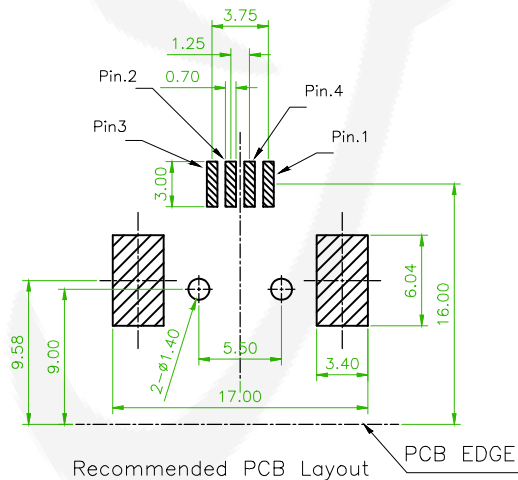 3.75
1.25
Pin.2
0.70
Pin.4
Pin3
Pin.1
3.00
6.04
16.00
9.58
9.00
2-ø1.40
5.50
3.40
17.00
PCB EDGE
Recommended PCB Layout